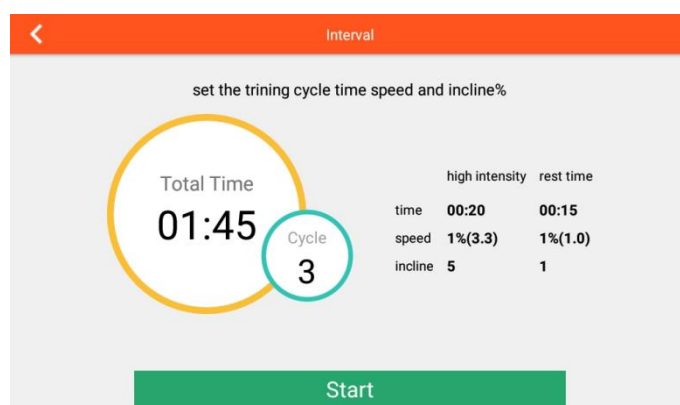 Interval
set the trining cycle time speed and incline%
Total Time
01:45
Cycle
3
high intensity rest time
time 00:20 00:15
speed 1%(3.3) 1%(1.0)
incline 5 1
Start